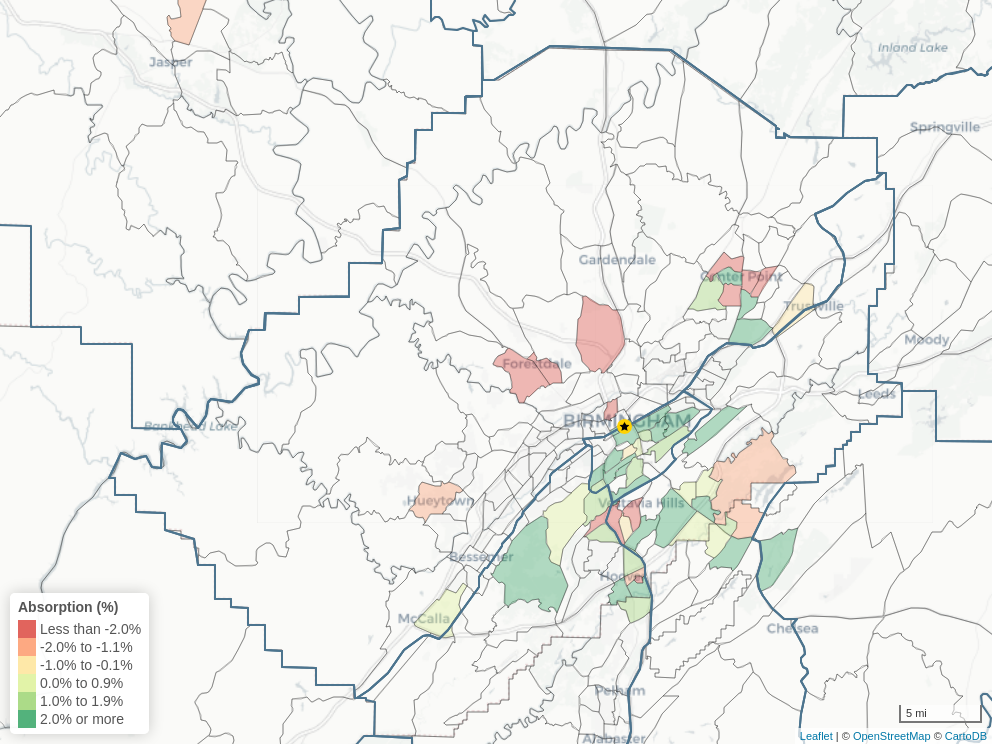 Inland Lake
Jasper
Springville
Gardendale
Center Point
Trussville
Moody
Forestdale
Leeds
BIRMINGHAM
Bankhead Lake
Hueytown
Vestavia Hills
Bessemer
Hoover
McCalla
Chelsea
Pelham
Alabaster
Absorption (%)
Less than -2.0%
-2.0% to -1.1%
-1.0% to -0.1%
0.0% to 0.9%
1.0% to 1.9%
2.0% or more
5 mi
Leaflet | © OpenStreetMap © CartoDB